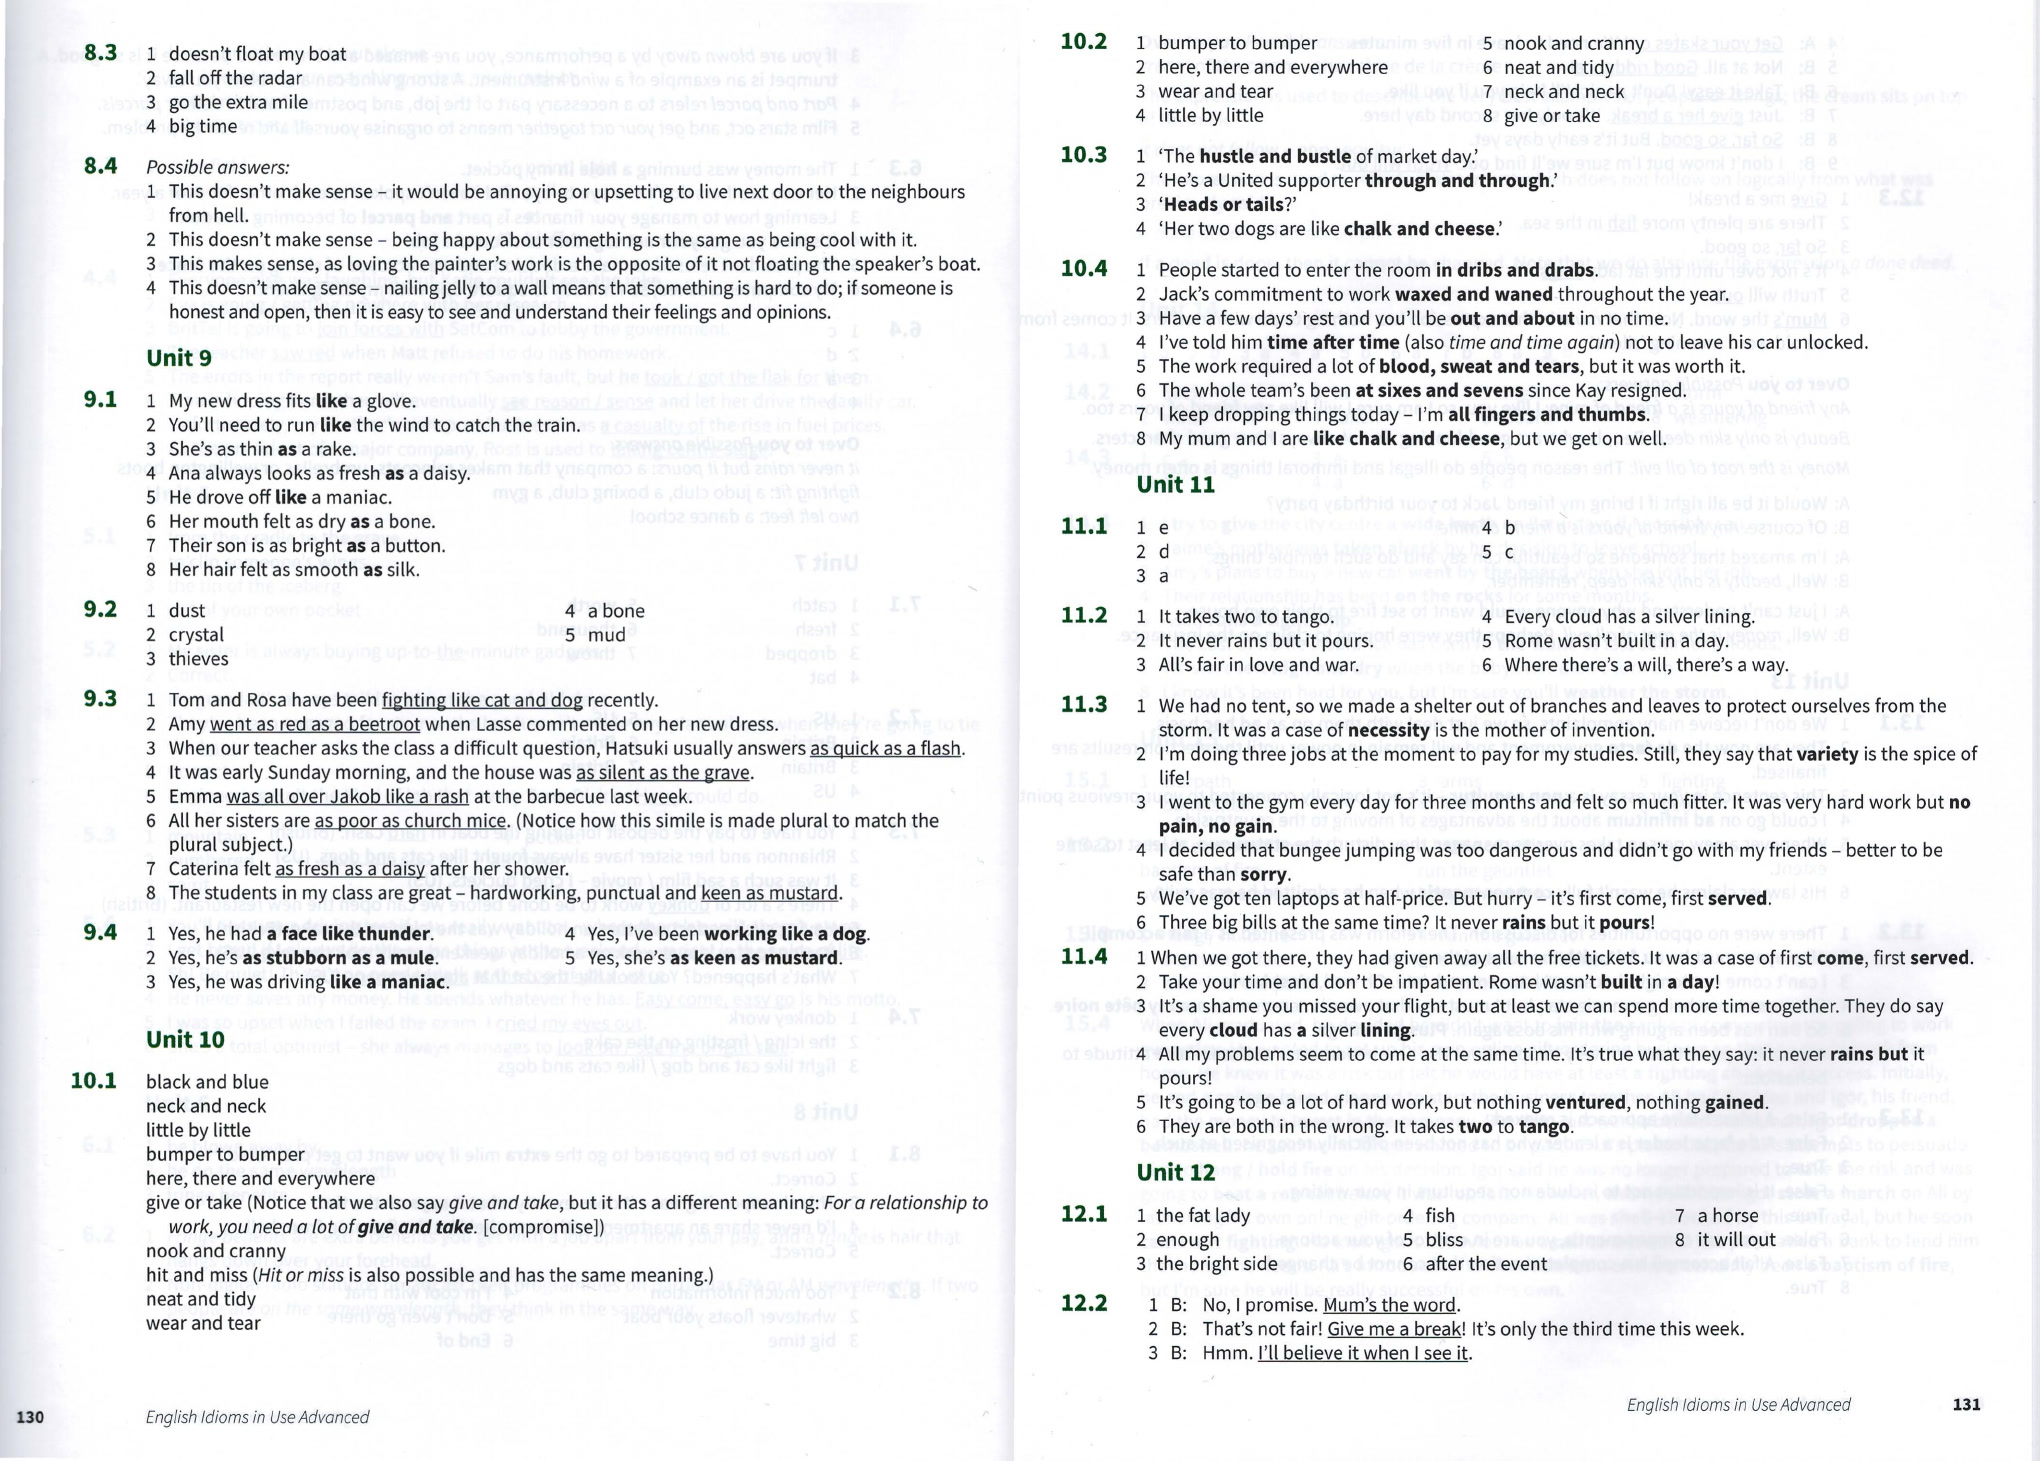 8.3 1 doesn't float my boat
2 fall off the radar
3 go the extra mile
4 big time
8.4 Possible answers:
1 This doesn't make sense – it would be annoying or upsetting to live next door to the neighbours
from hell.
2 This doesn't make sense – being happy about something is the same as being cool with it.
3 This makes sense, as loving the painter's work is the opposite of it not floating the speaker's boat.
4 This doesn't make sense – nailing jelly to a wall means that something is hard to do; if someone is
honest and open, then it is easy to see and understand their feelings and opinions.
Unit 9
9.1 1 My new dress fits like a glove.
2 You'll need to run like the wind to catch the train.
3 She's as thin as a rake.
4 Ana always looks as fresh as a daisy.
5 He drove off like a maniac.
6 Her mouth felt as dry as a bone.
7 Their son is as bright as a button.
8 Her hair felt as smooth as silk.
9.2 1 dust 4 a bone
2 crystal 5 mud
3 thieves
9.3 1 Tom and Rosa have been fighting like cat and dog recently.
2 Amy went as red as a beetroot when Lasse commented on her new dress.
3 When our teacher asks the class a difficult question, Hatsuki usually answers as quick as a flash.
4 It was early Sunday morning, and the house was as silent as the grave.
5 Emma was all over Jakob like a rash at the barbecue last week.
6 All her sisters are as poor as church mice. (Notice how this simile is made plural to match the
plural subject.)
7 Caterina felt as fresh as a daisy after her shower.
8 The students in my class are great – hardworking, punctual and keen as mustard.
9.4 1 Yes, he had a face like thunder. 4 Yes, I've been working like a dog.
2 Yes, he's as stubborn as a mule. 5 Yes, she's as keen as mustard.
3 Yes, he was driving like a maniac.
Unit 10
10.1 black and blue
neck and neck
little by little
bumper to bumper
here, there and everywhere
give or take (Notice that we also say give and take, but it has a different meaning: For a relationship to
work, you need a lot of give and take. [compromise])
nook and cranny
hit and miss (Hit or miss is also possible and has the same meaning.)
neat and tidy
wear and tear
130 English Idioms in Use Advanced
10.2 1 bumper to bumper 5 nook and cranny
2 here, there and everywhere 6 neat and tidy
3 wear and tear 7 neck and neck
4 little by little 8 give or take
10.3 1 'The hustle and bustle of market day.'
2 'He's a United supporter through and through.'
3 'Heads or tails?'
4 'Her two dogs are like chalk and cheese.'
10.4 1 People started to enter the room in dribs and drabs.
2 Jack's commitment to work waxed and waned throughout the year.
3 Have a few days' rest and you'll be out and about in no time.
4 I've told him time after time (also time and time again) not to leave his car unlocked.
5 The work required a lot of blood, sweat and tears, but it was worth it.
6 The whole team's been at sixes and sevens since Kay resigned.
7 I keep dropping things today – I'm all fingers and thumbs.
8 My mum and I are like chalk and cheese, but we get on well.
Unit 11
11.1 1 e 4 b
2 d 5 c
3 a
11.2 1 It takes two to tango. 4 Every cloud has a silver lining.
2 It never rains but it pours. 5 Rome wasn't built in a day.
3 All's fair in love and war. 6 Where there's a will, there's a way.
11.3 1 We had no tent, so we made a shelter out of branches and leaves to protect ourselves from the
storm. It was a case of necessity is the mother of invention.
2 I'm doing three jobs at the moment to pay for my studies. Still, they say that variety is the spice of
life!
3 I went to the gym every day for three months and felt so much fitter. It was very hard work but no
pain, no gain.
4 I decided that bungee jumping was too dangerous and didn't go with my friends – better to be
safe than sorry.
5 We've got ten laptops at half-price. But hurry – it's first come, first served.
6 Three big bills at the same time? It never rains but it pours!
11.4 1 When we got there, they had given away all the free tickets. It was a case of first come, first served.
2 Take your time and don't be impatient. Rome wasn't built in a day!
3 It's a shame you missed your flight, but at least we can spend more time together. They do say
every cloud has a silver lining.
4 All my problems seem to come at the same time. It's true what they say: it never rains but it
pours!
5 It's going to be a lot of hard work, but nothing ventured, nothing gained.
6 They are both in the wrong. It takes two to tango.
Unit 12
12.1 1 the fat lady 4 fish 7 a horse
2 enough 5 bliss 8 it will out
3 the bright side 6 after the event
12.2 1 B: No, I promise. Mum's the word.
2 B: That's not fair! Give me a break! It's only the third time this week.
3 B: Hmm. I'll believe it when I see it.
English Idioms in Use Advanced 131